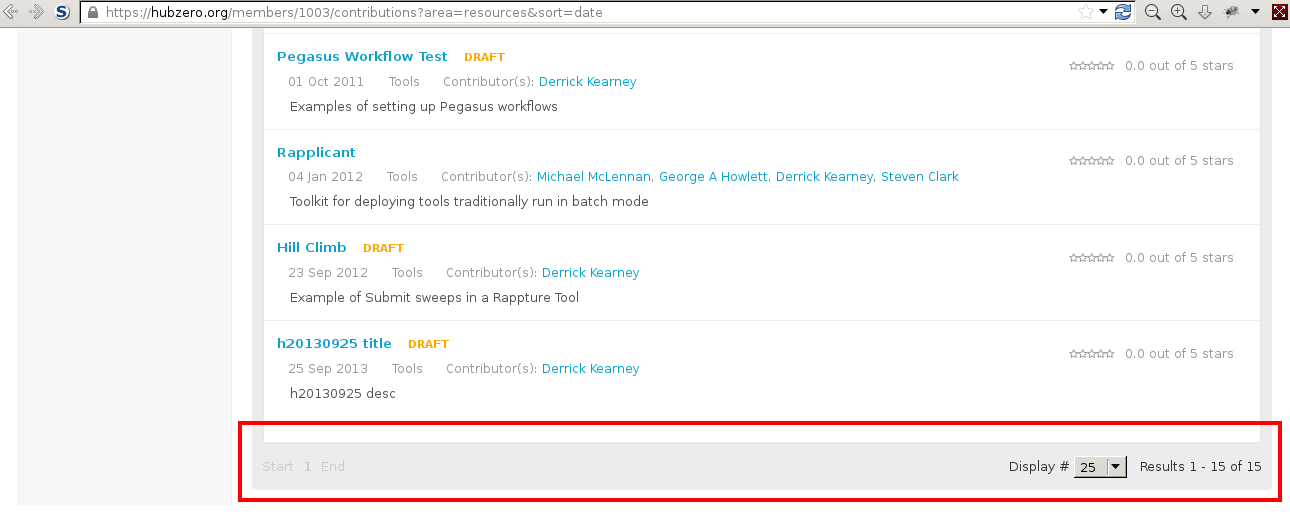 S https://hubzero.org/members/1003/contributions?area=resources&sort=date
Pegasus Workflow Test DRAFT
0.0 out of 5 stars
01 Oct 2011 Tools Contributor(s): Derrick Kearney
Examples of setting up Pegasus workflows
Rapplicant
0.0 out of 5 stars
04 Jan 2012 Tools Contributor(s): Michael McLennan, George A Howlett, Derrick Kearney, Steven Clark
Toolkit for deploying tools traditionally run in batch mode
Hill Climb DRAFT
0.0 out of 5 stars
23 Sep 2012 Tools Contributor(s): Derrick Kearney
Example of Submit sweeps in a Rappture Tool
h20130925 title DRAFT
0.0 out of 5 stars
25 Sep 2013 Tools Contributor(s): Derrick Kearney
h20130925 desc
Start 1 End Display # 25 Results 1 - 15 of 15